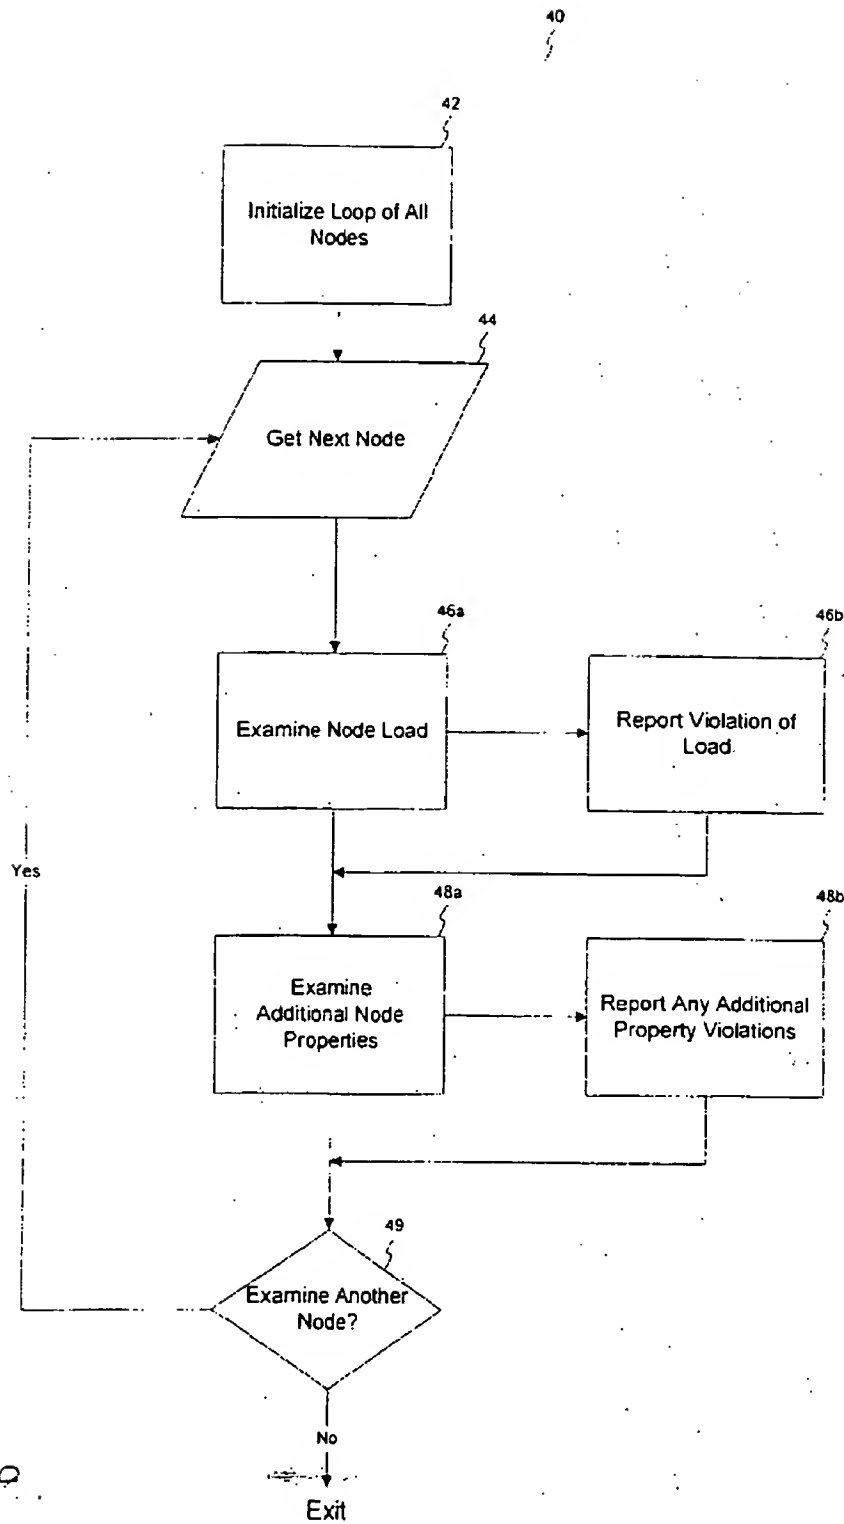 40
42
Initialize Loop of All
Nodes
44
Get Next Node
46a
Examine Node Load
46b
Report Violation of
Load
Yes
48a
Examine
Additional Node
Properties
48b
Report Any Additional
Property Violations
49
Examine Another
Node?
No
Exit